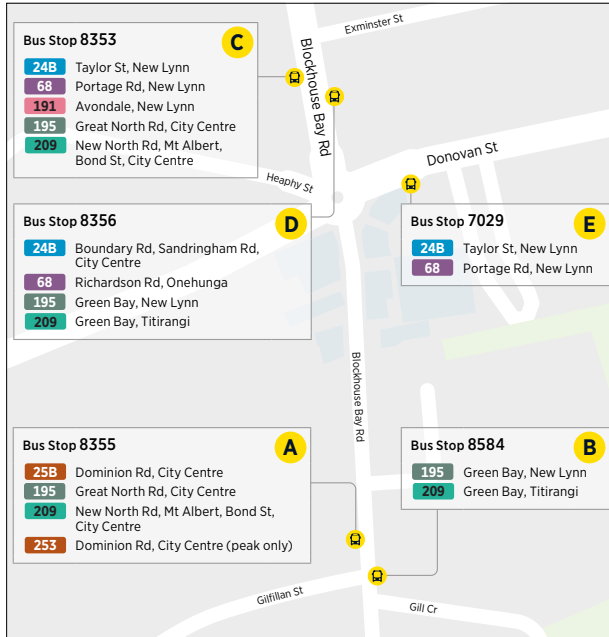 Exminster St
Bus Stop 8353
C
24B Taylor St, New Lynn
68 Portage Rd, New Lynn
191 Avondale, New Lynn
195 Great North Rd, City Centre
209 New North Rd, Mt Albert,
Bond St, City Centre
Blockhouse Bay Rd
Donovan St
Heaphy St
Bus Stop 8356
D
24B Boundary Rd, Sandringham Rd,
City Centre
68 Richardson Rd, Onehunga
195 Green Bay, New Lynn
209 Green Bay, Titirangi
Bus Stop 7029
E
24B Taylor St, New Lynn
68 Portage Rd, New Lynn
Blockhouse Bay Rd
Bus Stop 8355
A
25B Dominion Rd, City Centre
195 Great North Rd, City Centre
209 New North Rd, Mt Albert, Bond St,
City Centre
253 Dominion Rd, City Centre (peak only)
Bus Stop 8584
B
195 Green Bay, New Lynn
209 Green Bay, Titirangi
Gilfillan St
Gill Cr